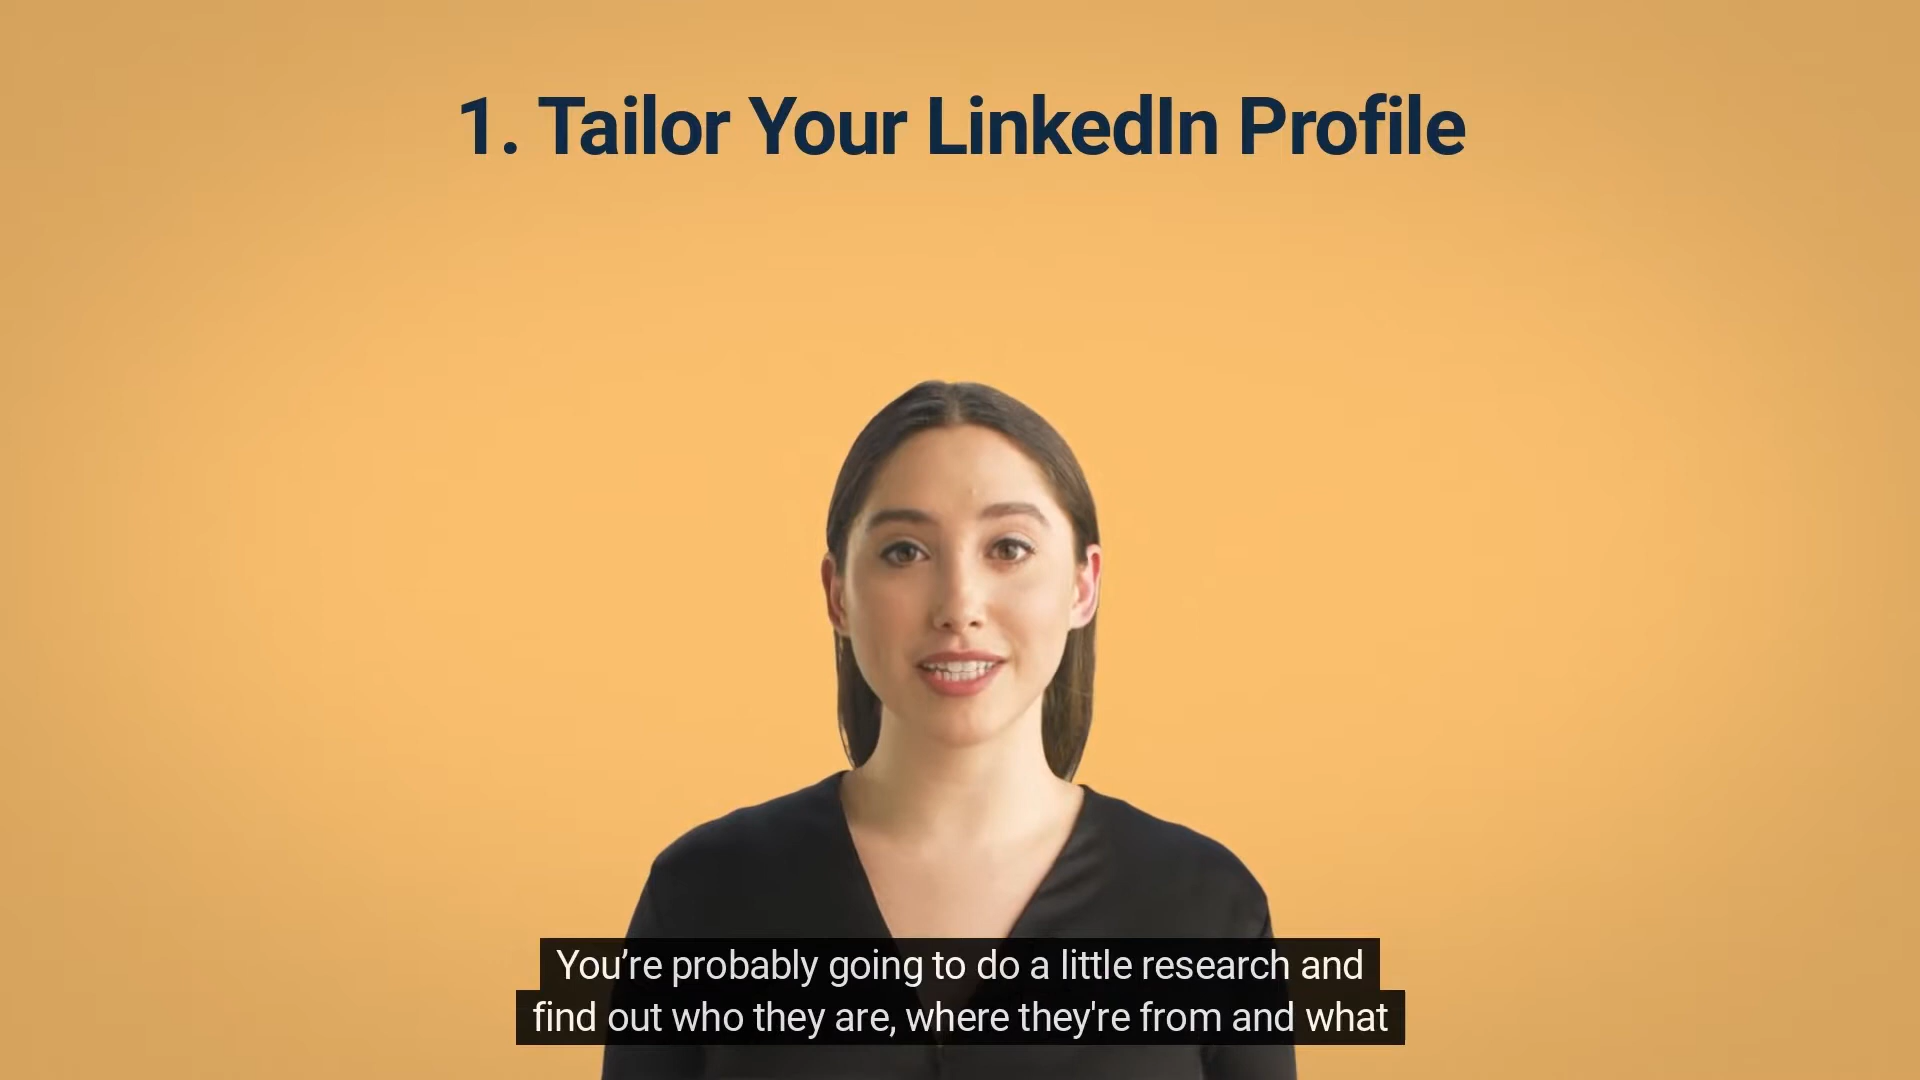 1. Tailor Your LinkedIn Profile
You’re probably going to do a little research and
find out who they are, where they're from and what